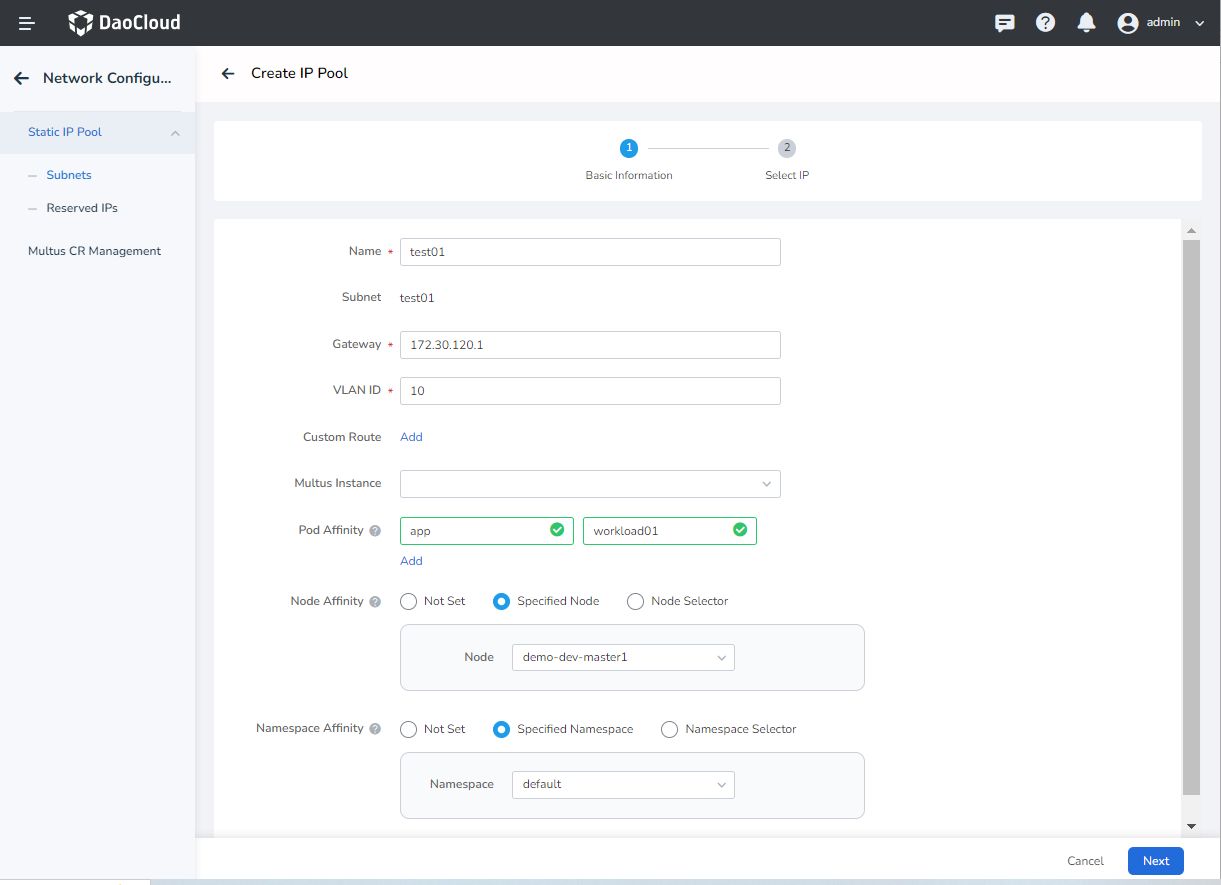 DaoCloud
admin
Network Configu...
Create IP Pool
Static IP Pool
Subnets
Reserved IPs
Multus CR Management
1
2
Basic Information
Select IP
Name *
test01
Subnet
test01
Gateway *
172.30.120.1
VLAN ID *
10
Custom Route
Add
Multus Instance
Pod Affinity
app
workload01
Add
Node Affinity
Not Set
Specified Node
Node Selector
Node
demo-dev-master1
Namespace Affinity
Not Set
Specified Namespace
Namespace Selector
Namespace
default
Cancel
Next